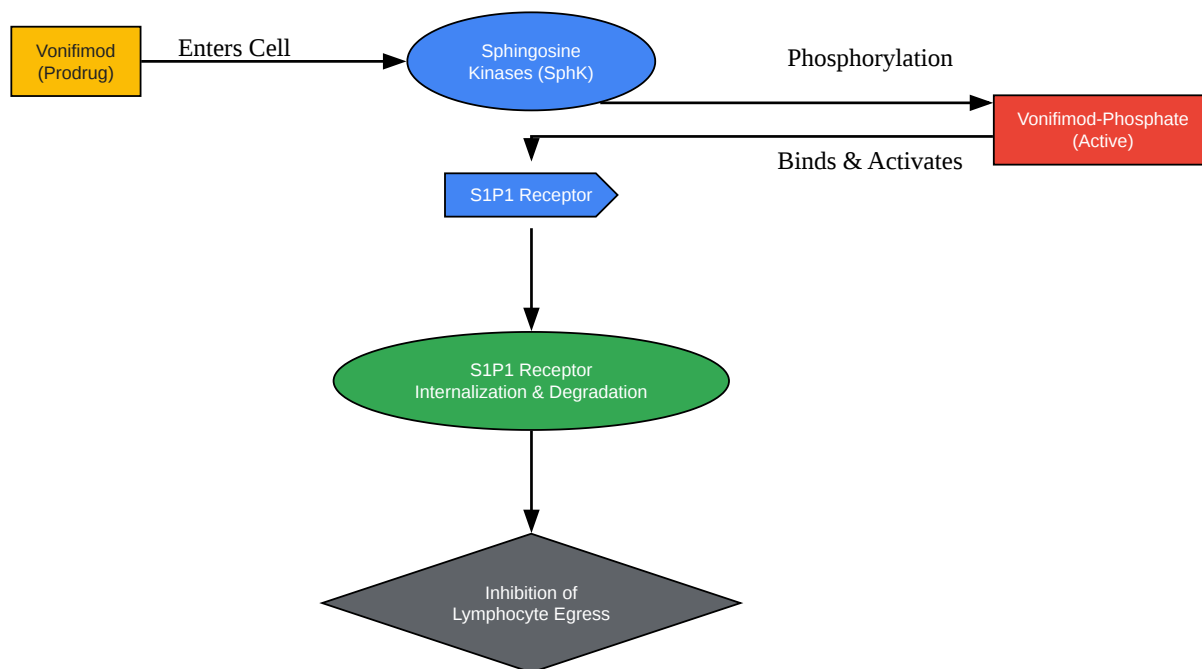 Vonifimod
(Prodrug)
Enters Cell
Sphingosine
Kinases (SphK)
Phosphorylation
Vonifimod-Phosphate
(Active)
Binds & Activates
S1P1 Receptor
S1P1 Receptor
Internalization & Degradation
Inhibition of
Lymphocyte Egress